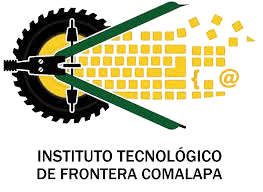 { @
INSTITUTO TECNOLÓGICO
DE FRONTERA COMALAPA